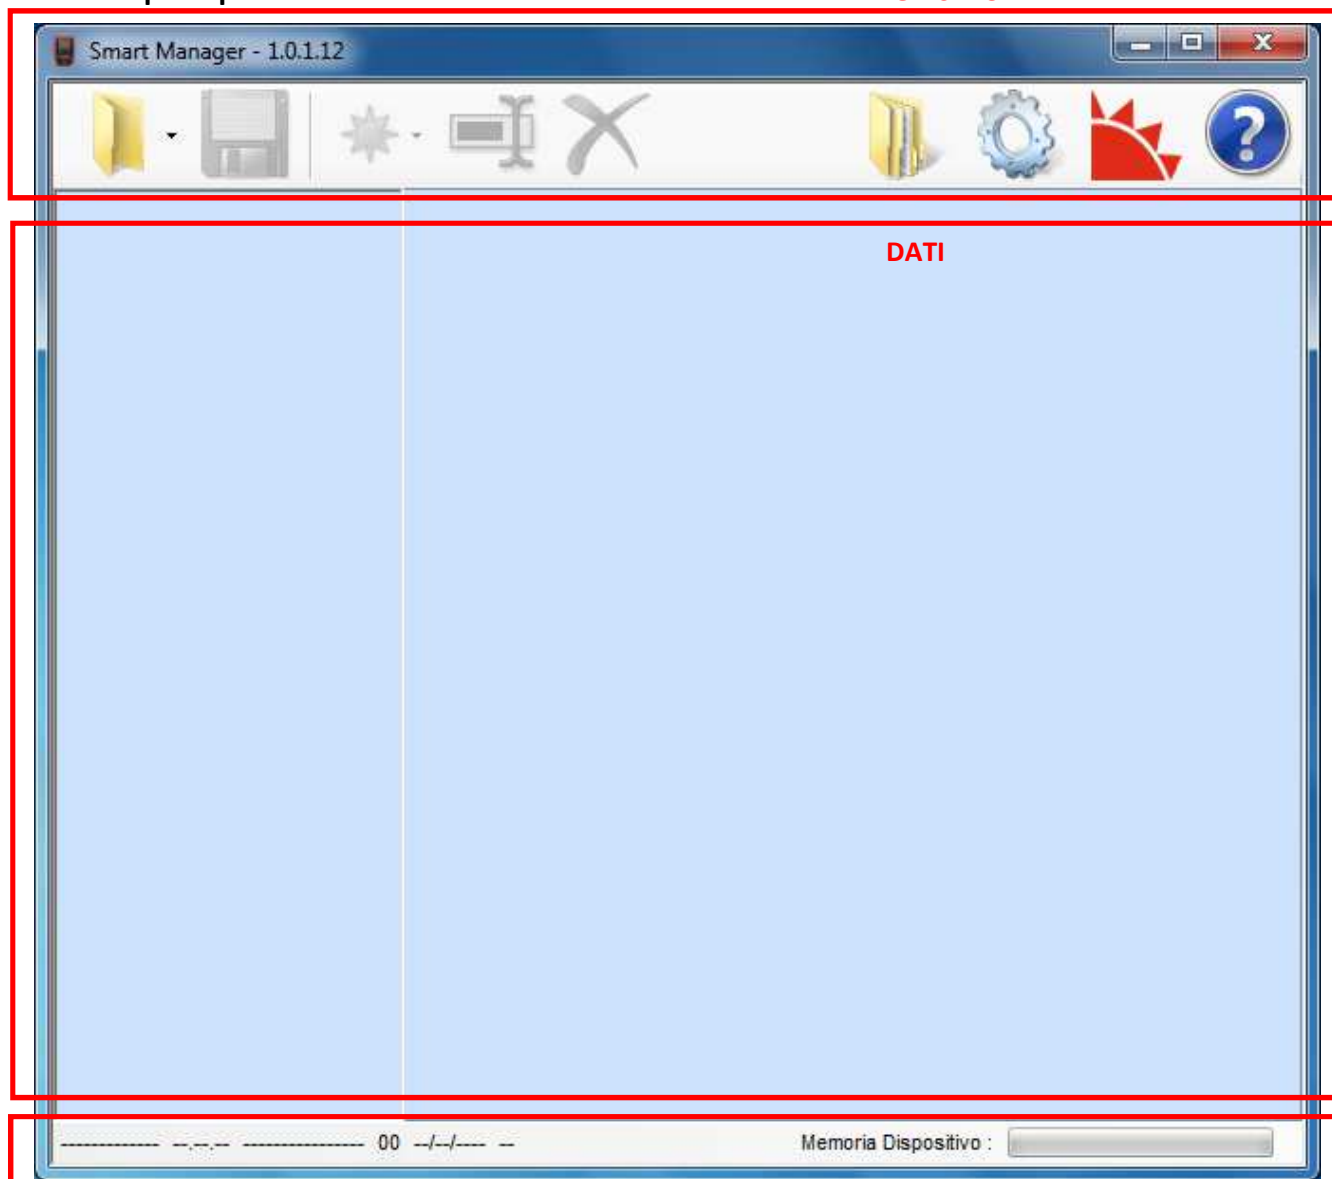 Smart Manager - 1.0.1.12
DATI
-------------- --.--.-- ----------------- 00 --/--/---- --
Memoria Dispositivo :